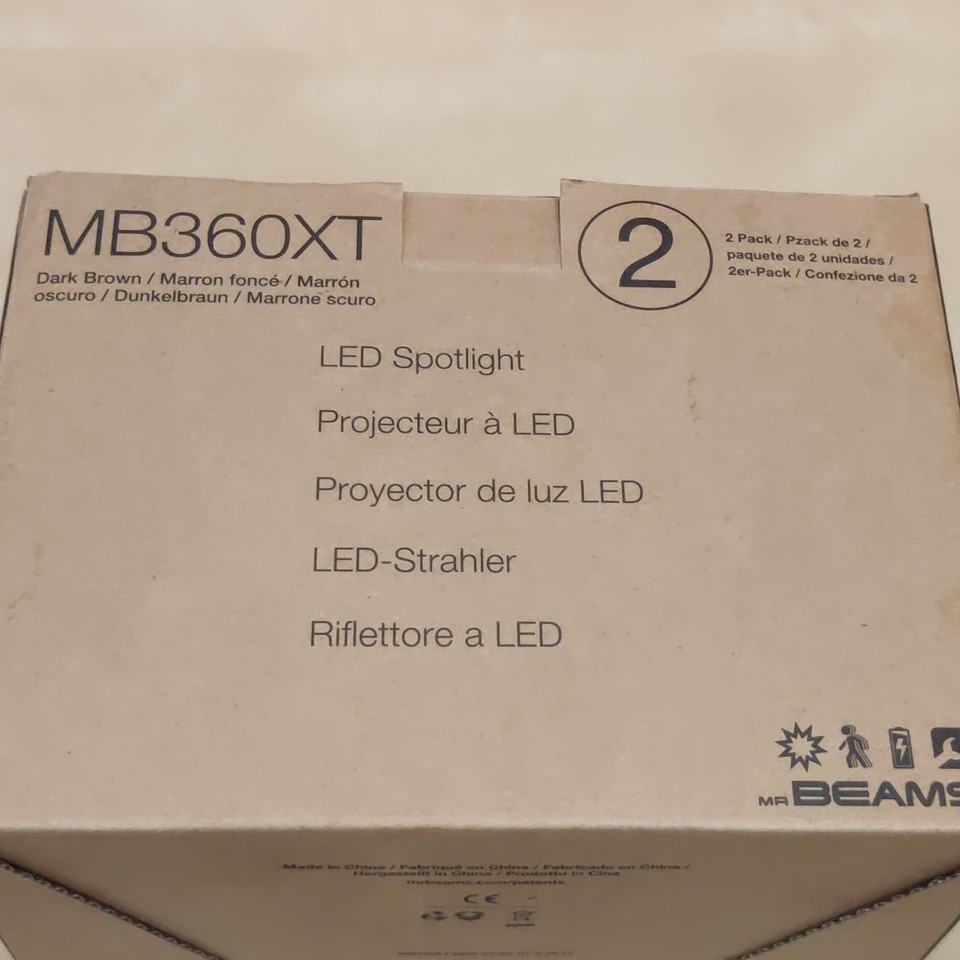 MB360XT
Dark Brown / Marron foncé / Marrón
oscuro / Dunkelbraun / Marrone scuro
2
2 Pack / Pzack de 2 /
paquete de 2 unidades /
2er-Pack / Confezione da 2
LED Spotlight
Projecteur à LED
Proyector de luz LED
LED-Strahler
Riflettore a LED
MR BEAMS
Made in China / Fabriqué en China / Fabricado en China /
Hergestellt in China / Prodotto in Cina
mrbeams.com/patents
CE